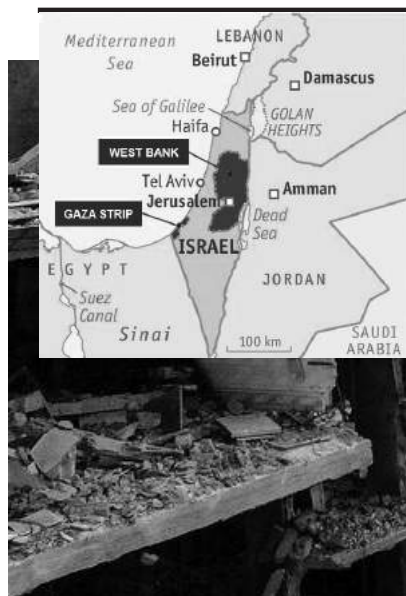 LEBANON
Mediterranean
Sea
Beirut
Damascus
Sea of Galilee
GOLAN
HEIGHTS
Haifa
WEST BANK
Tel Aviv
Amman
Jerusalem
GAZA STRIP
Dead
Sea
ISRAEL
EGYPT
JORDAN
Suez
Canal
Sinai
100 km
SAUDI
ARABIA